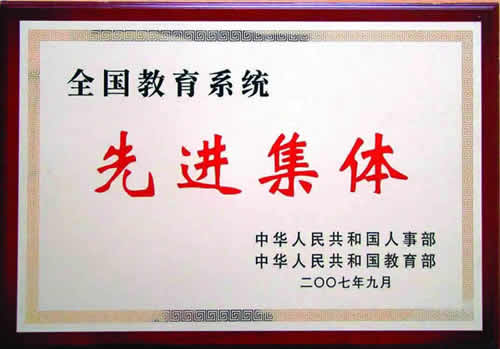 全国教育系统
先进集体
中华人民共和国人事部
中华人民共和国教育部
二〇〇七年九月